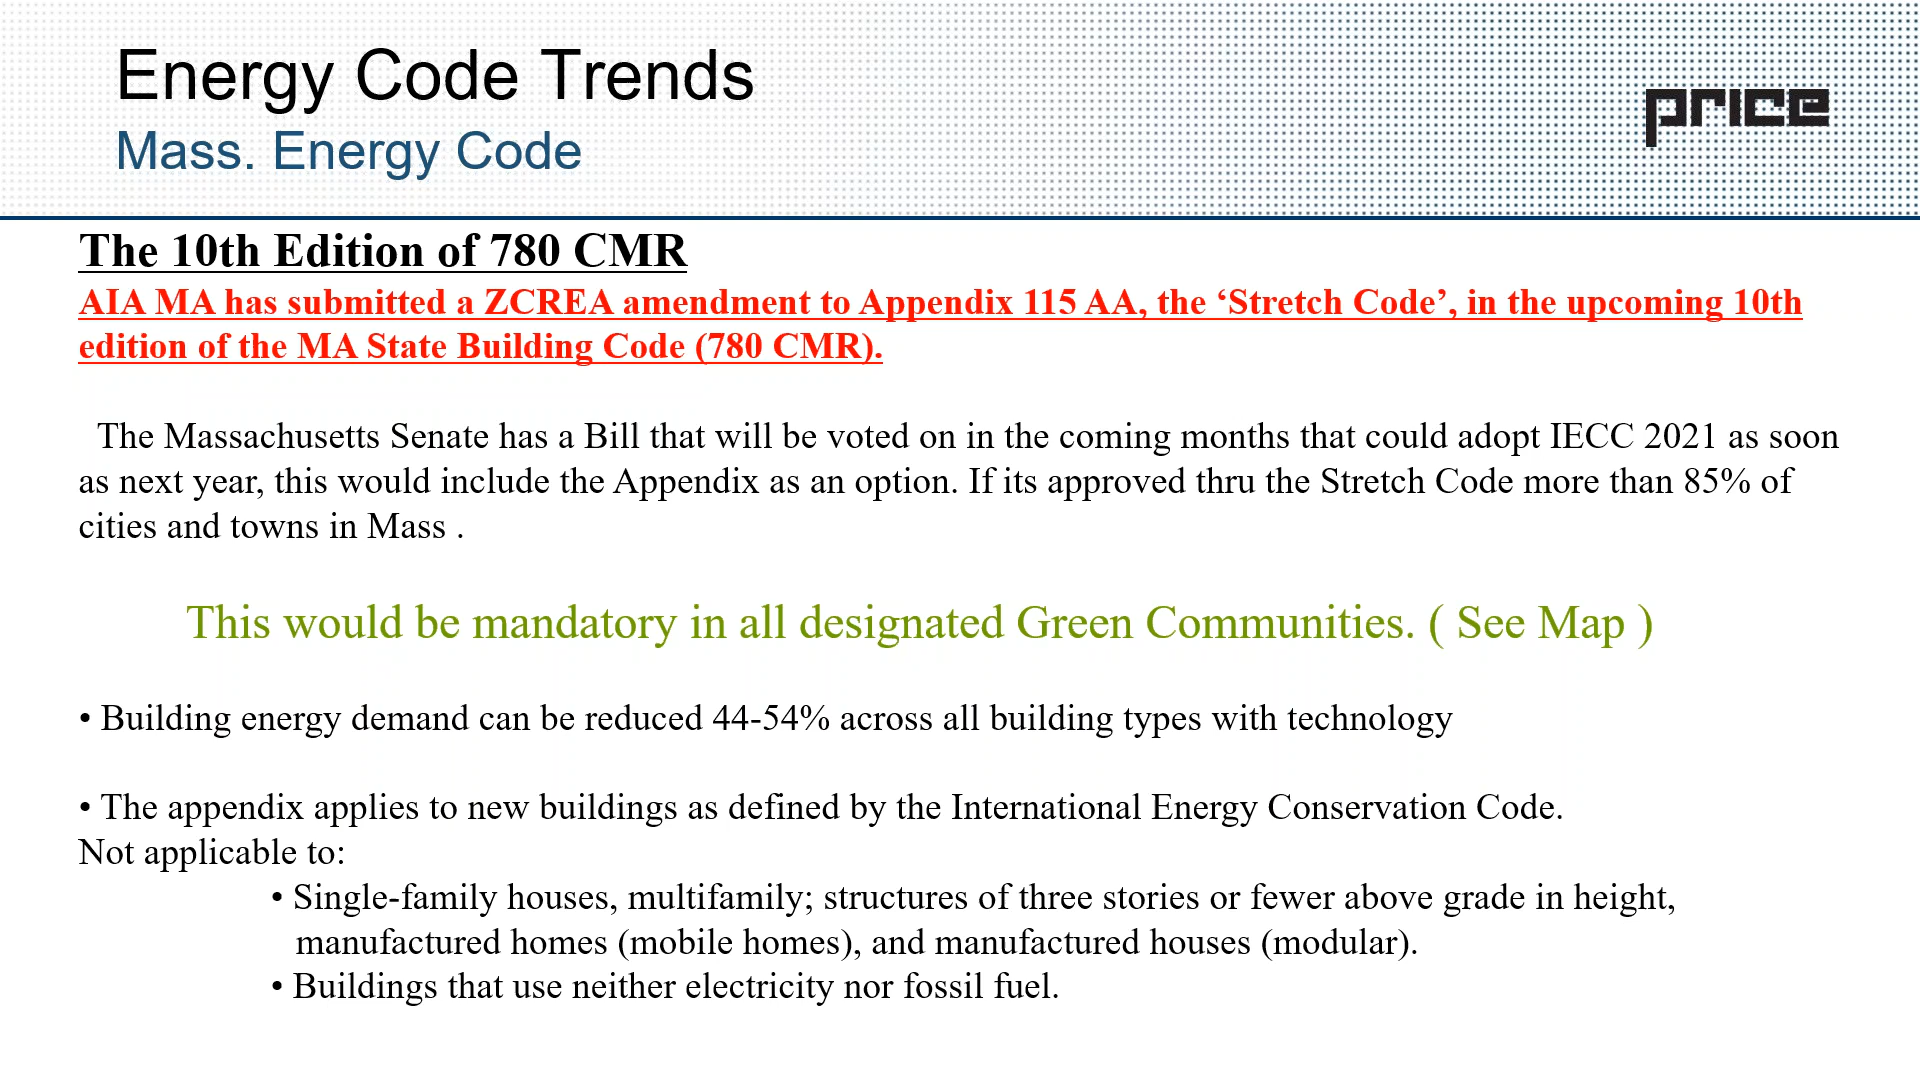 Energy Code Trends
Mass. Energy Code
price
The 10th Edition of 780 CMR
AIA MA has submitted a ZCREA amendment to Appendix 115 AA, the ‘Stretch Code’, in the upcoming 10th
edition of the MA State Building Code (780 CMR).
The Massachusetts Senate has a Bill that will be voted on in the coming months that could adopt IECC 2021 as soon
as next year, this would include the Appendix as an option. If its approved thru the Stretch Code more than 85% of
cities and towns in Mass .
This would be mandatory in all designated Green Communities. ( See Map )
• Building energy demand can be reduced 44-54% across all building types with technology
• The appendix applies to new buildings as defined by the International Energy Conservation Code.
Not applicable to:
• Single-family houses, multifamily; structures of three stories or fewer above grade in height,
manufactured homes (mobile homes), and manufactured houses (modular).
• Buildings that use neither electricity nor fossil fuel.